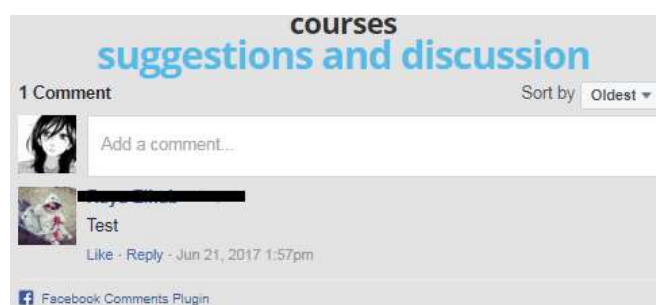 courses
suggestions and discussion
1 Comment Sort by Oldest
Add a comment...
Test
Like · Reply · Jun 21, 2017 1:57pm
Facebook Comments Plugin